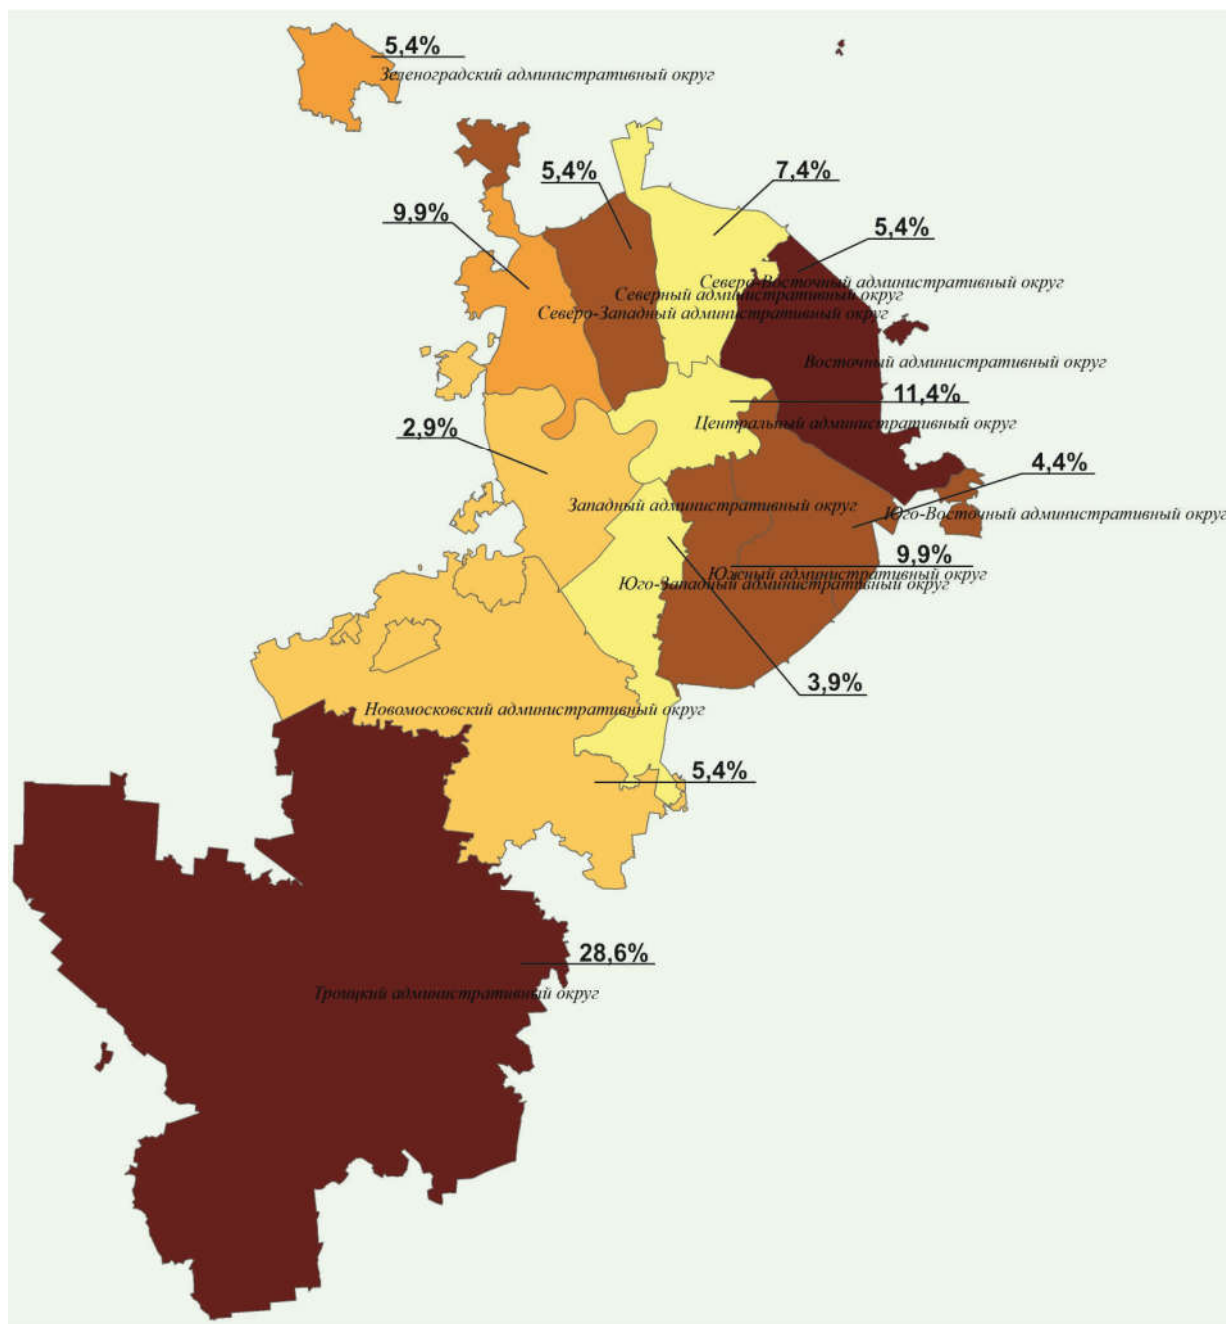 5,4%
Зеленоградский административный округ
5,4%
7,4%
9,9%
5,4%
Северо-Восточный административный округ
Северный административный округ
Северо-Западный административный округ
Восточный административный округ
11,4%
Центральный административный округ
2,9%
4,4%
Западный административный округ
Юго-Восточный административный округ
9,9%
Южный административный округ
Юго-Западный административный округ
3,9%
Новомосковский административный округ
5,4%
28,6%
Троицкий административный округ